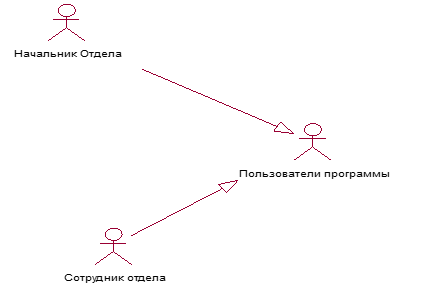 Начальник Отдела
Пользователи программы
Сотрудник отдела